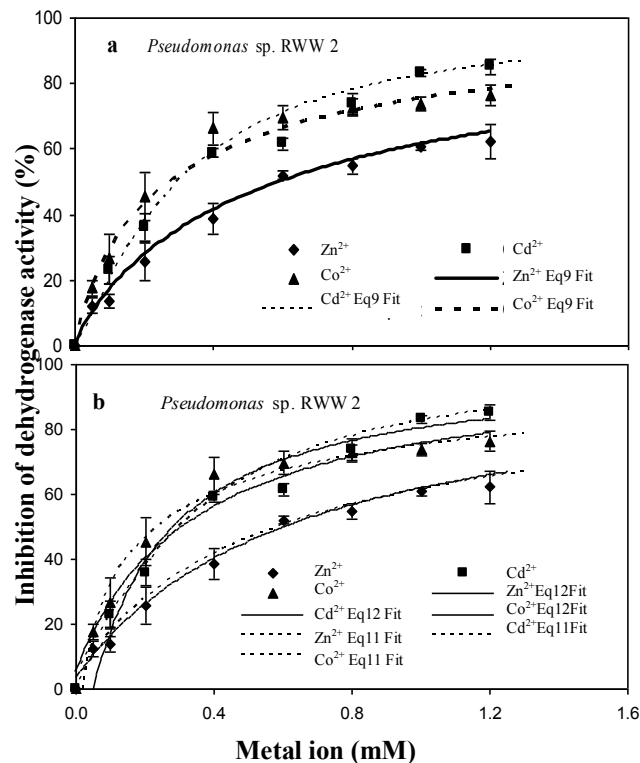 Inhibition of dehydrogenase activity (%)
a Pseudomonas sp. RWW 2
100
80
60
40
20
0
Zn2+ Cd2+
Co2+ Zn2+ Eq9 Fit
Cd2+ Eq9 Fit Co2+ Eq9 Fit
b Pseudomonas sp. RWW 2
100
80
60
40
20
0
Zn2+ Cd2+
Co2+ Zn2+Eq12Fit
Cd2+Eq12 Fit Co2+Eq12Fit
Zn2+ Eq11 Fit Cd2+Eq11Fit
Co2+ Eq11 Fit
0.0 0.4 0.8 1.2 1.6
Metal ion (mM)